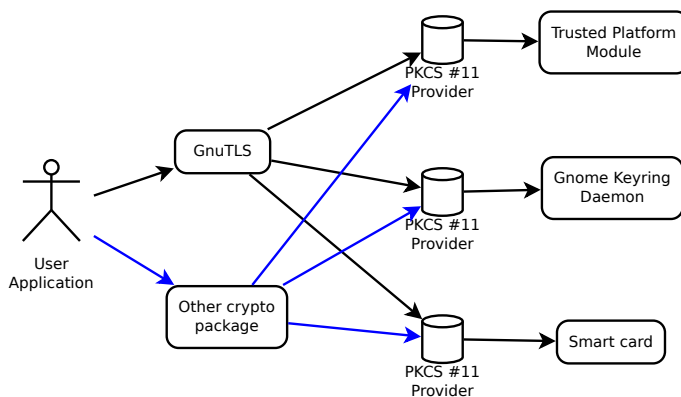 Trusted Platform
Module
PKCS #11
Provider
GnuTLS
Gnome Keyring
Daemon
PKCS #11
Provider
User
Application
Other crypto
package
Smart card
PKCS #11
Provider